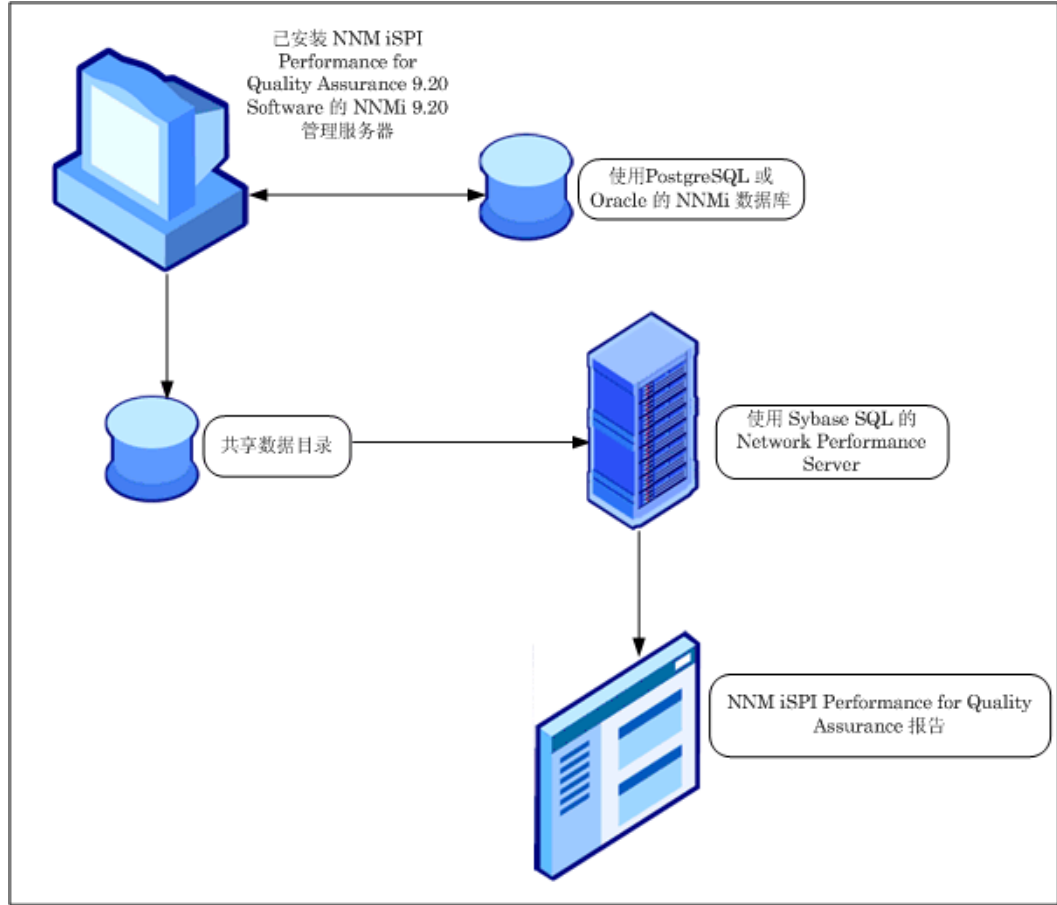 已安装 NNM iSPI
Performance for
Quality Assurance 9.20
Software 的 NNMi 9.20
管理服务器
使用PostgreSQL 或
Oracle 的 NNMi 数据库
共享数据目录
使用 Sybase SQL 的
Network Performance
Server
NNM iSPI Performance for Quality
Assurance 报告